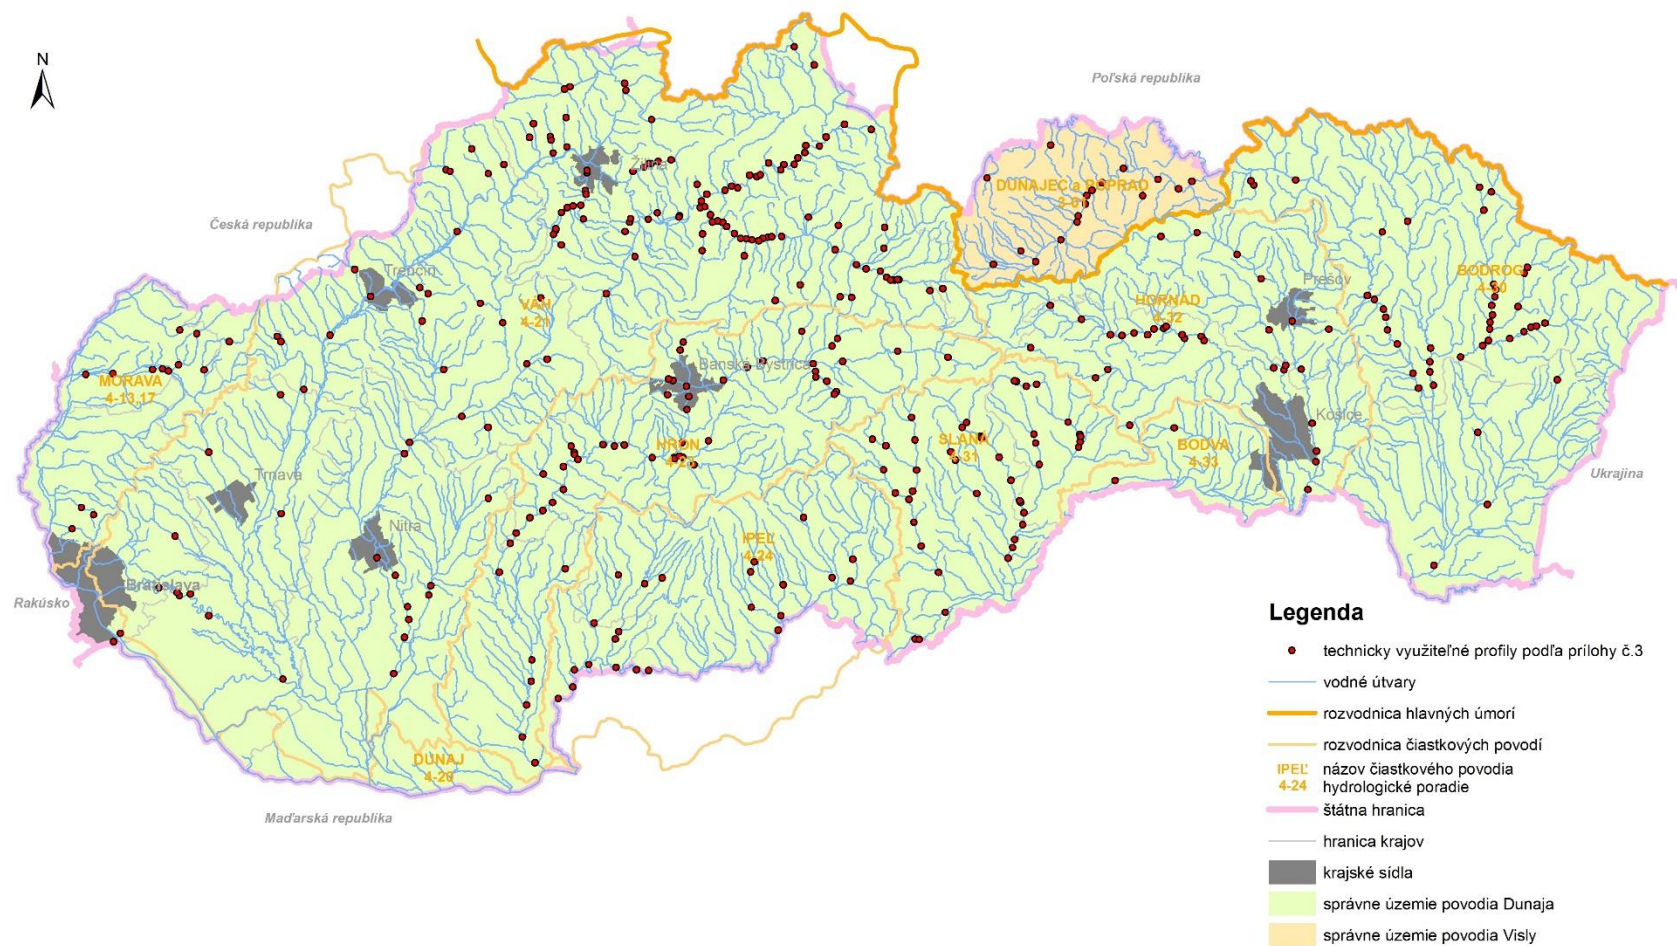 N
Poľská republika
Žilina
DUNAJEC a POPRAD
3-01
Česká republika
Trenčín
VÁH
4-21
HORNÁD
4-32
Prešov
BODROG
4-30
MORAVA
4-13,17
Banská Bystrica
Košice
HRON
4-23
SLANÁ
4-31
BODVA
4-33
Trnava
Nitra
Ukrajina
IPEĽ
4-24
Bratislava
Rakúsko
DUNAJ
4-20
Maďarská republika
Legenda
technicky využiteľné profily podľa prílohy č.3
vodné útvary
rozvodnica hlavných úmorí
rozvodnica čiastkových povodí
IPEĽ názov čiastkového povodia
4-24 hydrologické poradie
štátna hranica
hranica krajov
krajské sídla
správne územie povodia Dunaja
správne územie povodia Visly